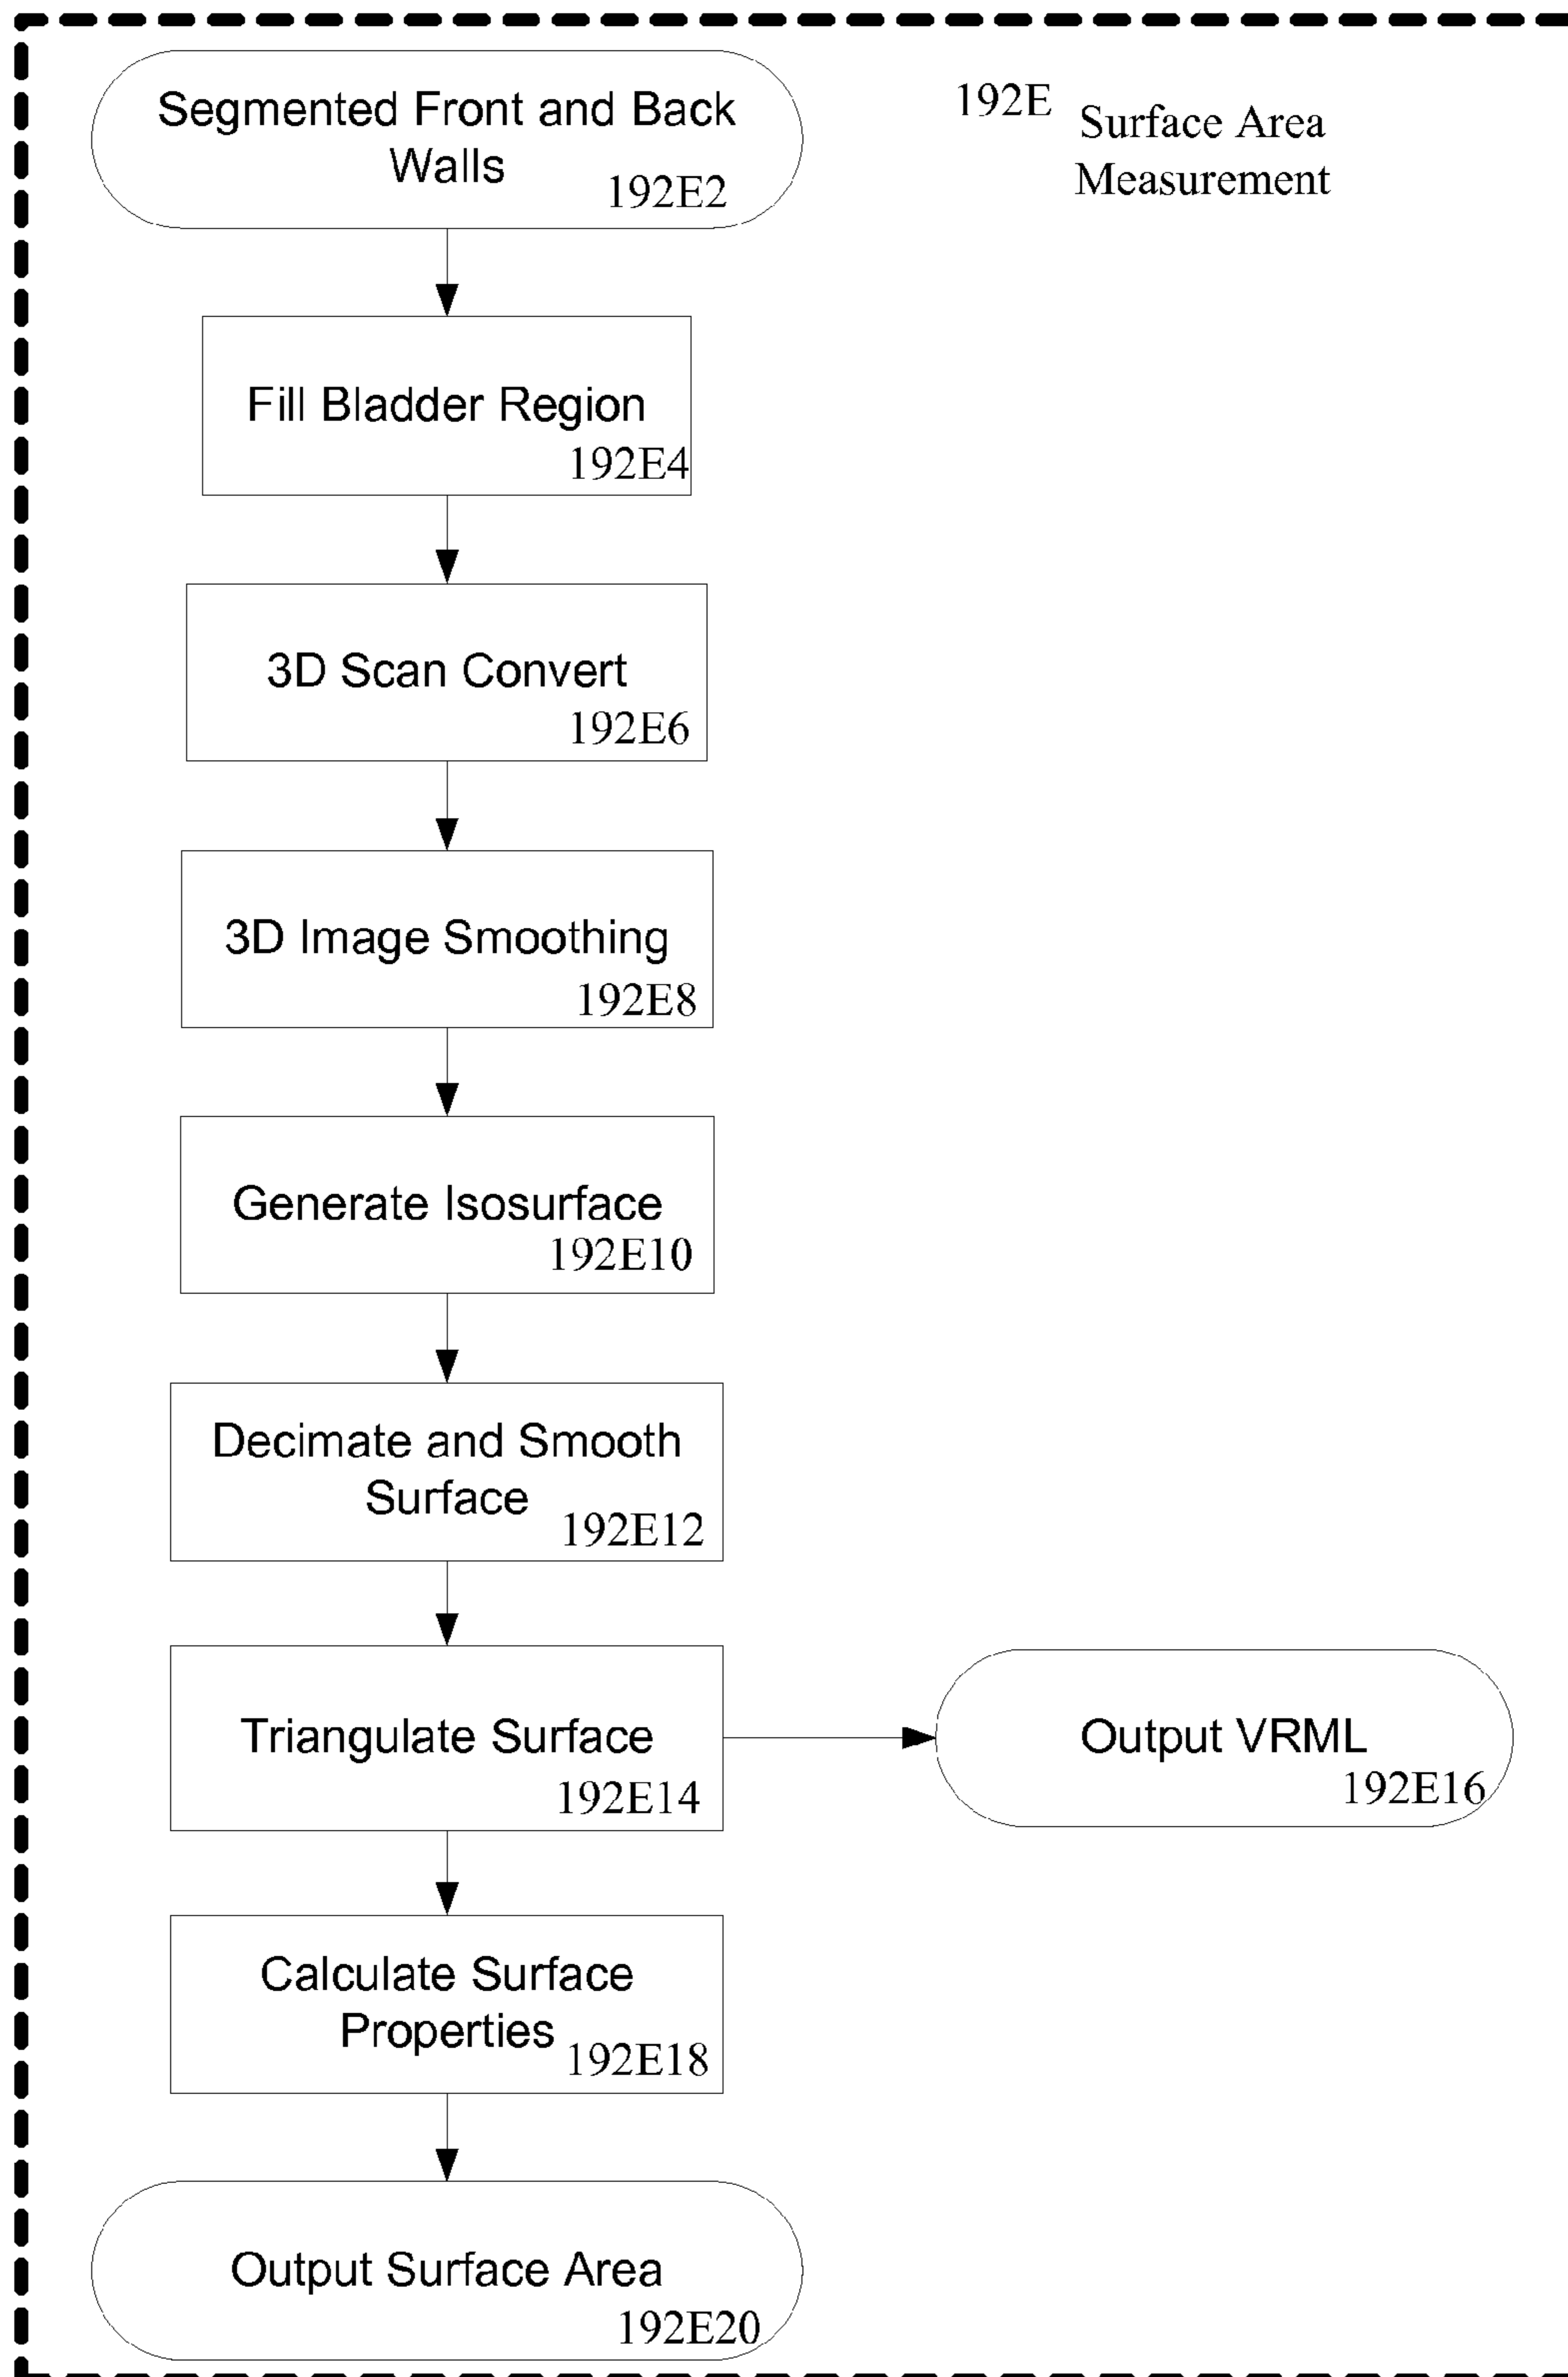 Segmented Front and Back
Walls
192E2
192E
Surface Area
Measurement
Fill Bladder Region
192E4
3D Scan Convert
192E6
3D Image Smoothing
192E8
Generate Isosurface
192E10
Decimate and Smooth
Surface
192E12
Triangulate Surface
192E14
Output VRML
192E16
Calculate Surface
Properties
192E18
Output Surface Area
192E20